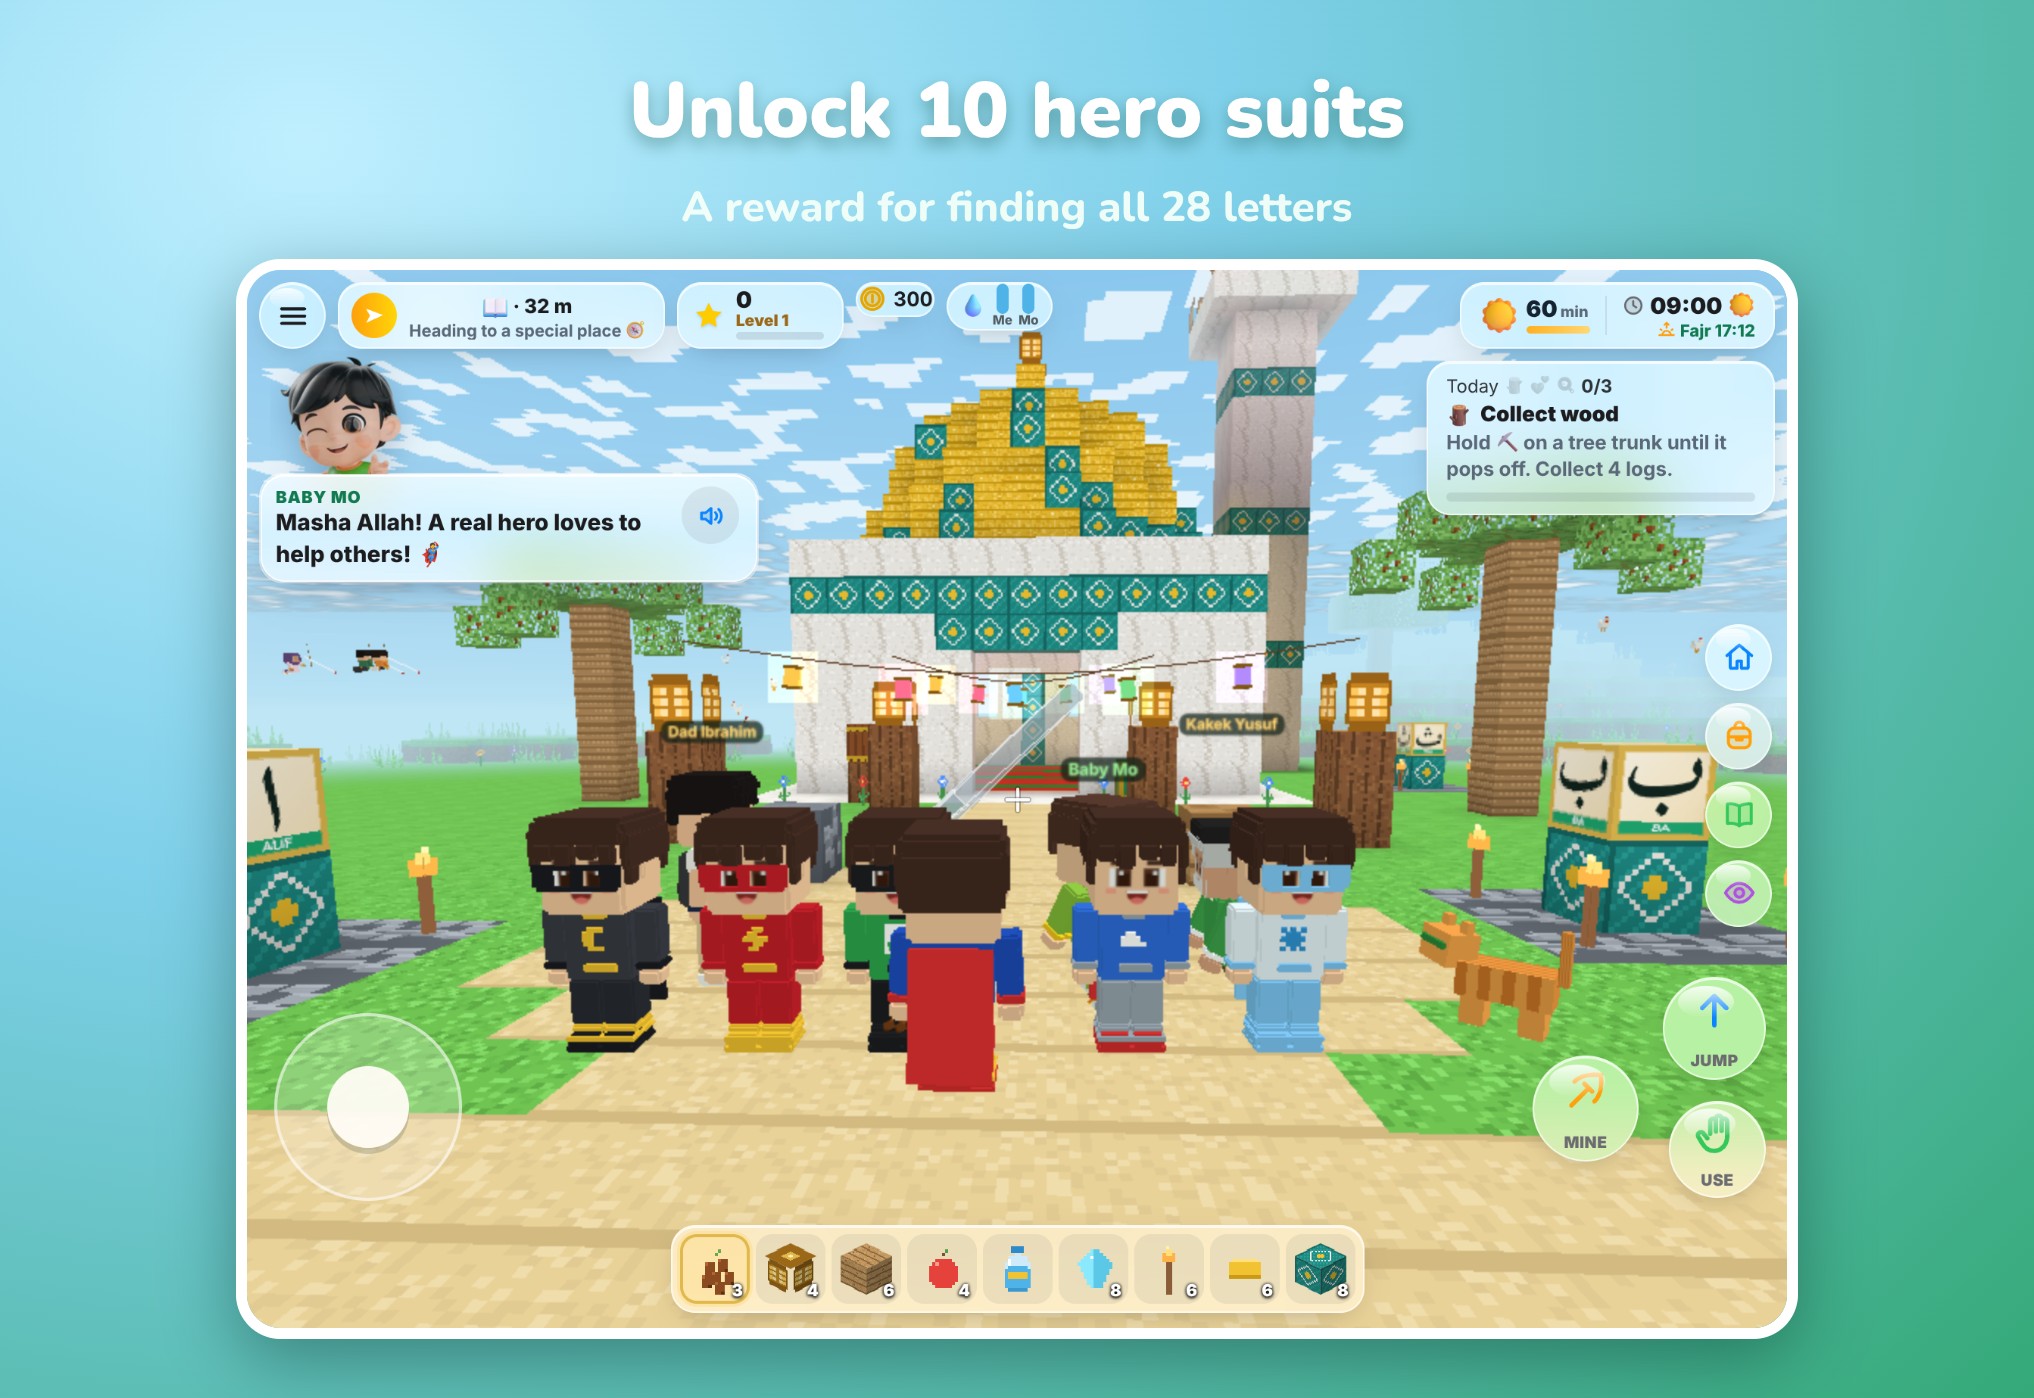 Unlock 10 hero suits
A reward for finding all 28 letters
📖 · 32 m
Heading to a special place 🧭
0
Level 1
300
Me Mo
60 min
09:00
Fajr 17:12
Today 0/3
Collect wood
Hold ⛏ on a tree trunk until it
pops off. Collect 4 logs.
BABY MO
Masha Allah! A real hero loves to
help others!
Dad Ibrahim
Kakek Yusuf
Baby Mo
ا
ALIF
ث
ب
BA
ب
BA
JUMP
MINE
USE
3
4
6
4
8
6
6
8